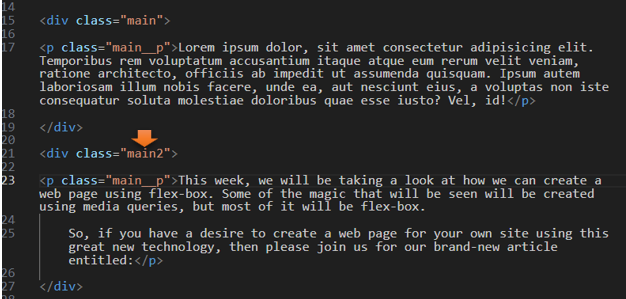 14
15 <div class="main">
16
17 <p class="main__p">Lorem ipsum dolor, sit amet consectetur adipisicing elit.
Temporibus rem voluptatum accusantium itaque atque eum rerum velit veniam,
ratione architecto, officiis ab impedit ut assumenda quisquam. Ipsum autem
laboriosam illum nobis facere, unde ea, aut nesciunt eius, a voluptas non iste
consequatur soluta molestiae doloribus quae esse iusto? Vel, id!</p>
18
19 </div>
20
21 <div class="main2">
22
23 <p class="main__p">This week, we will be taking a look at how we can create a
web page using flex-box. Some of the magic that will be seen will be created
using media queries, but most of it will be flex-box.
24
25 So, if you have a desire to create a web page for your own site using this
great new technology, then please join us for our brand-new article
entitled:</p>
26
27 </div>